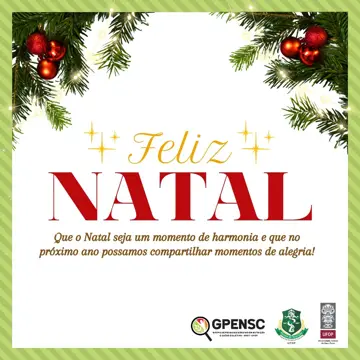 Feliz
NATAL
Que o Natal seja um momento de harmonia e que no
próximo ano possamos compartilhar momentos de alegria!
GPENSC
UFOP